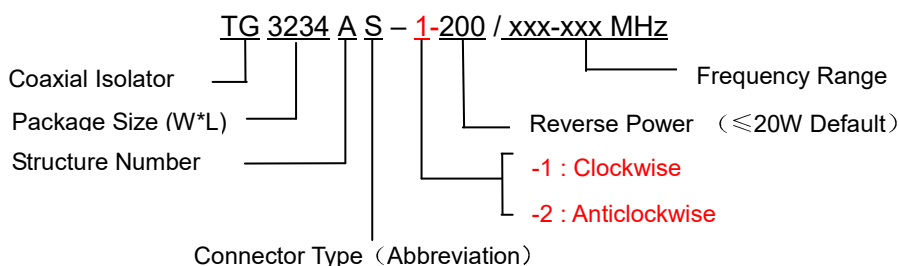 TG 3234 A S – 1-200 / xxx-xxx MHz
Coaxial Isolator
Frequency Range
Package Size (W*L)
Reverse Power （≤20W Default）
Structure Number
-1 : Clockwise
-2 : Anticlockwise
Connector Type（Abbreviation）